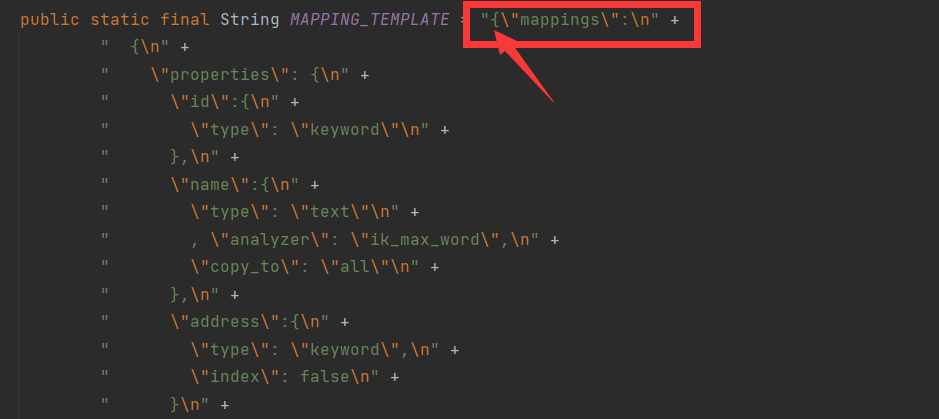 public static final String MAPPING_TEMPLATE = "{\"mappings\":\n" +
"  {\n" +
"    \"properties\": {\n" +
"      \"id\":{\n" +
"        \"type\": \"keyword\"\n" +
"      },\n" +
"      \"name\":{\n" +
"        \"type\": \"text\"\n" +
"        , \"analyzer\": \"ik_max_word\",\n" +
"        \"copy_to\": \"all\"\n" +
"      },\n" +
"      \"address\":{\n" +
"        \"type\": \"keyword\",\n" +
"        \"index\": false\n" +
"      }\n" +